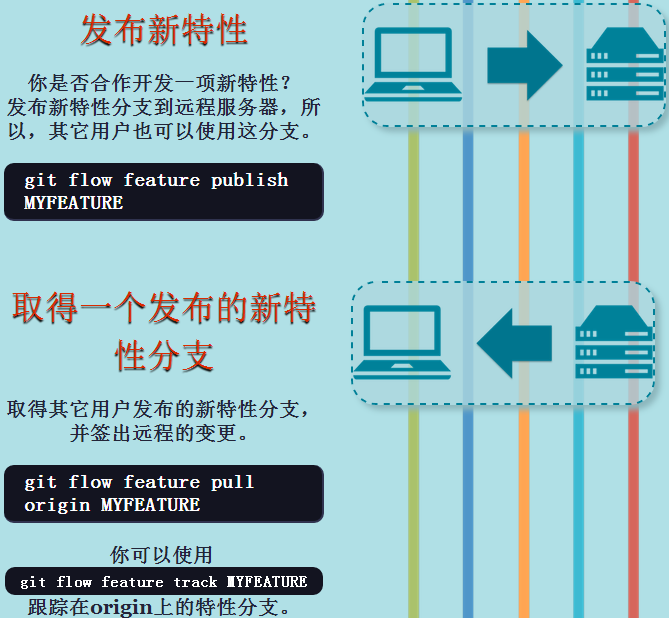 发布新特性
你是否合作开发一项新特性？
发布新特性分支到远程服务器，所
以，其它用户也可以使用这分支。
git flow feature publish
MYFEATURE
取得一个发布的新特
性分支
取得其它用户发布的新特性分支，
并签出远程的变更。
git flow feature pull
origin MYFEATURE
你可以使用
git flow feature track MYFEATURE
跟踪在origin上的特性分支。